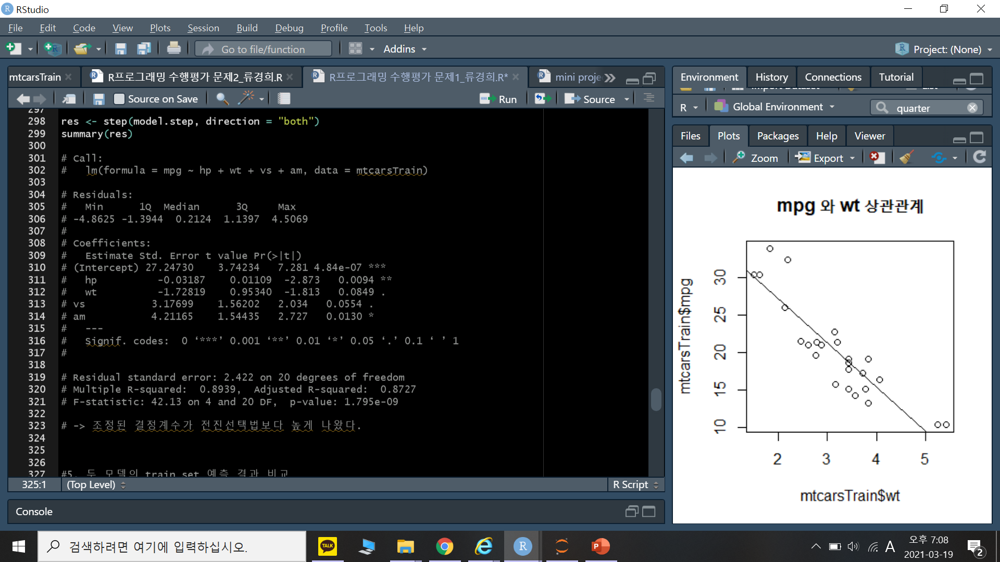 RStudio
File Edit Code View Plots Session Build Debug Profile Tools Help
Go to file/function Addins Project: (None)
mtcarsTrain R프로그래밍 수행평가 문제2_류경희.R R프로그래밍 수행평가 문제1_류경희.R* mini proje
Source on Save Run Source
297
298 res <- step(model.step, direction = "both")
299 summary(res)
300
301 # Call:
302 # lm(formula = mpg ~ hp + wt + vs + am, data = mtcarsTrain)
303
304 # Residuals:
305 # Min 1Q Median 3Q Max
306 # -4.8625 -1.3944 0.2124 1.1397 4.5069
307 #
308 # Coefficients:
309 # Estimate Std. Error t value Pr(>|t|)
310 # (Intercept) 27.24730 3.74234 7.281 4.84e-07 ***
311 # hp -0.03187 0.01109 -2.873 0.0094 **
312 # wt -1.72819 0.95340 -1.813 0.0849 .
313 # vs 3.17699 1.56202 2.034 0.0554 .
314 # am 4.21165 1.54435 2.727 0.0130 *
315 # ---
316 # Signif. codes: 0 ‘***’ 0.001 ‘**’ 0.01 ‘*’ 0.05 ‘.’ 0.1 ‘ ’ 1
317 #
318
319 # Residual standard error: 2.422 on 20 degrees of freedom
320 # Multiple R-squared: 0.8939, Adjusted R-squared: 0.8727
321 # F-statistic: 42.13 on 4 and 20 DF, p-value: 1.795e-09
322
323 # -> 조정된 결정계수가 전진선택법보다 높게 나왔다.
324
325
326
327 #5. 두 모델의 train set 예측 결과 비교
325:1 (Top Level) R Script
Console
Environment History Connections Tutorial
Import Dataset List
R Global Environment quarter
Files Plots Packages Help Viewer
Zoom Export
mpg 와 wt 상관관계
mtcarsTrain$mpg
30
25
20
15
10
2 3 4 5
mtcarsTrain$wt
검색하려면 여기에 입력하십시오.
TALK
R
P
A
오후 7:08
2021-03-19
2